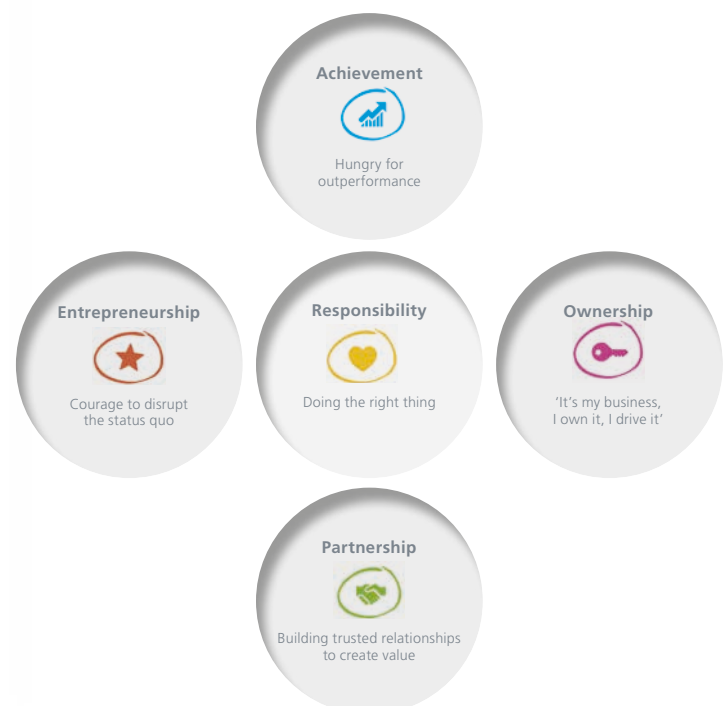 Achievement
Hungry for
outperformance
Entrepreneurship
Courage to disrupt
the status quo
Responsibility
Doing the right thing
Ownership
‘It’s my business,
I own it, I drive it’
Partnership
Building trusted relationships
to create value